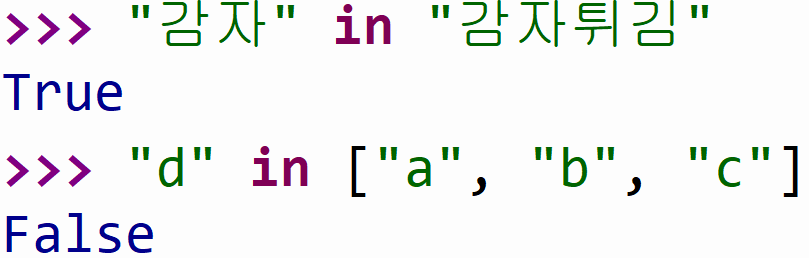 >>> "감자" in "감자튀김"
True
>>> "d" in ["a", "b", "c"]
False